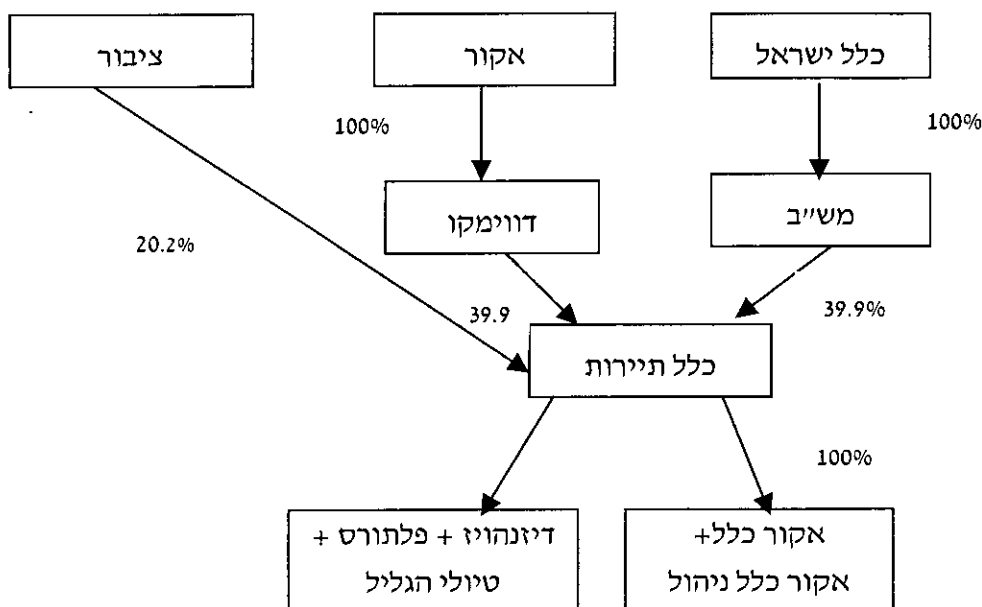 כלל ישראל
אקור
ציבור
100%
100%
מש״ב
דווימקו
20.2%
39.9%
39.9
כלל תיירות
100%
אקור כלל+
אקור כלל ניהול
דיזנהויז + פלתורס +
טיולי הגליל